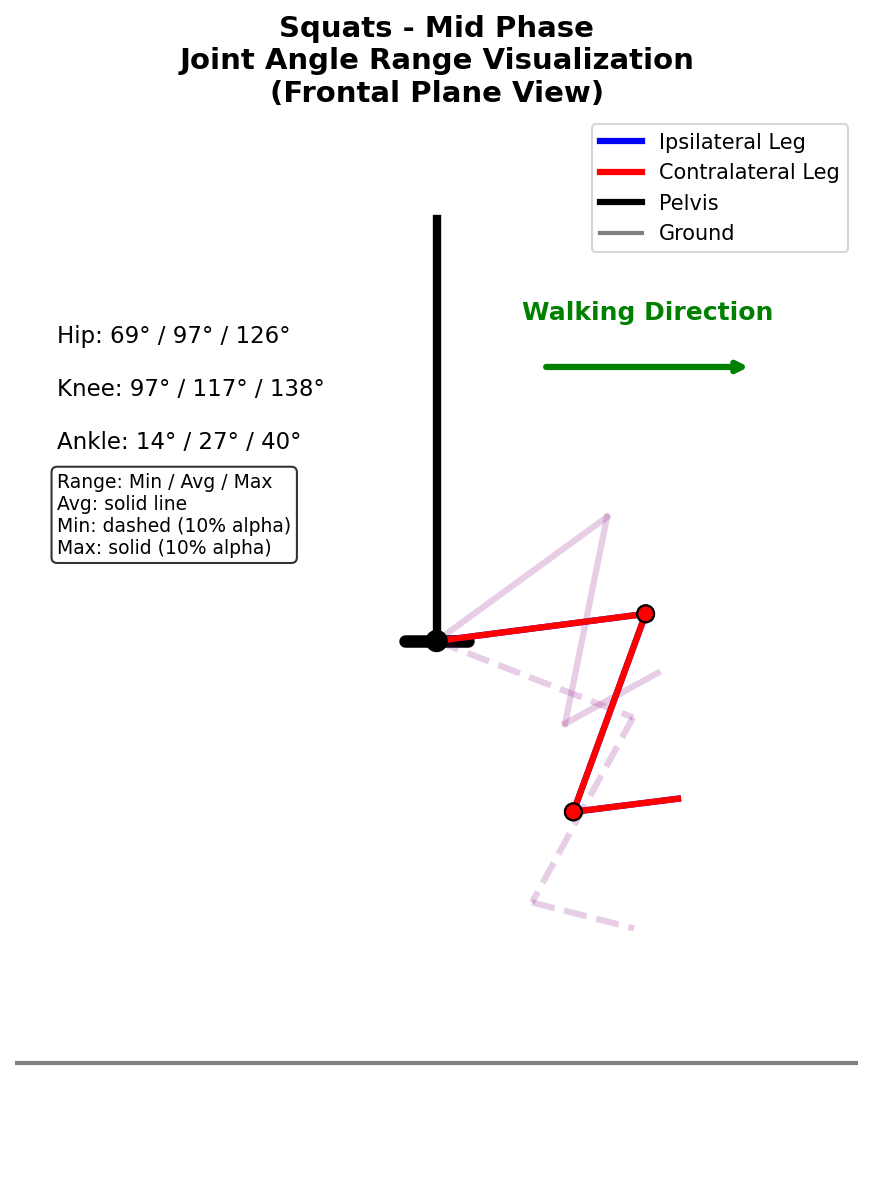 Squats - Mid Phase
Joint Angle Range Visualization
(Frontal Plane View)
Ipsilateral Leg
Contralateral Leg
Pelvis
Ground
Walking Direction
Hip: 69° / 97° / 126°
Knee: 97° / 117° / 138°
Ankle: 14° / 27° / 40°
Range: Min / Avg / Max
Avg: solid line
Min: dashed (10% alpha)
Max: solid (10% alpha)